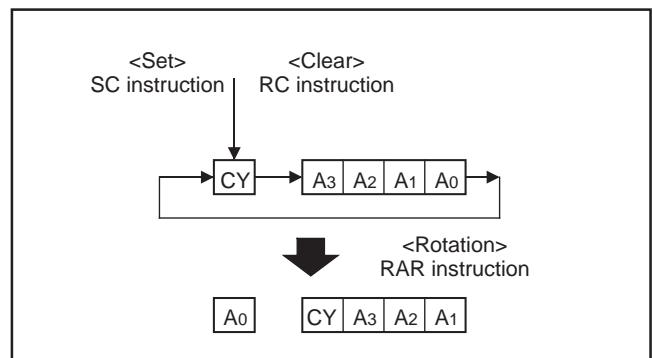 <Set> <Clear>
SC instruction RC instruction
CY A3 A2 A1 A0
<Rotation>
RAR instruction
A0 CY A3 A2 A1